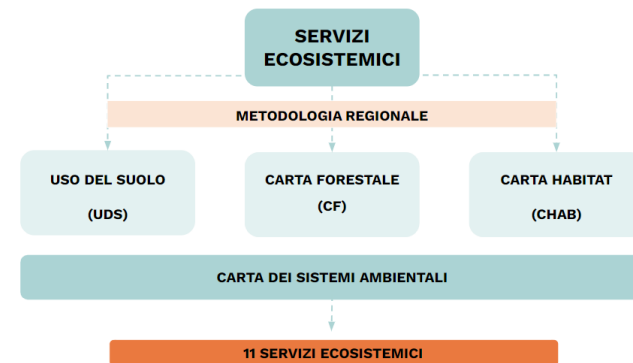 SERVIZI
ECOSISTEMICI
METODOLOGIA REGIONALE
USO DEL SUOLO
(UDS)
CARTA FORESTALE
(CF)
CARTA HABITAT
(CHAB)
CARTA DEI SISTEMI AMBIENTALI
11 SERVIZI ECOSISTEMICI